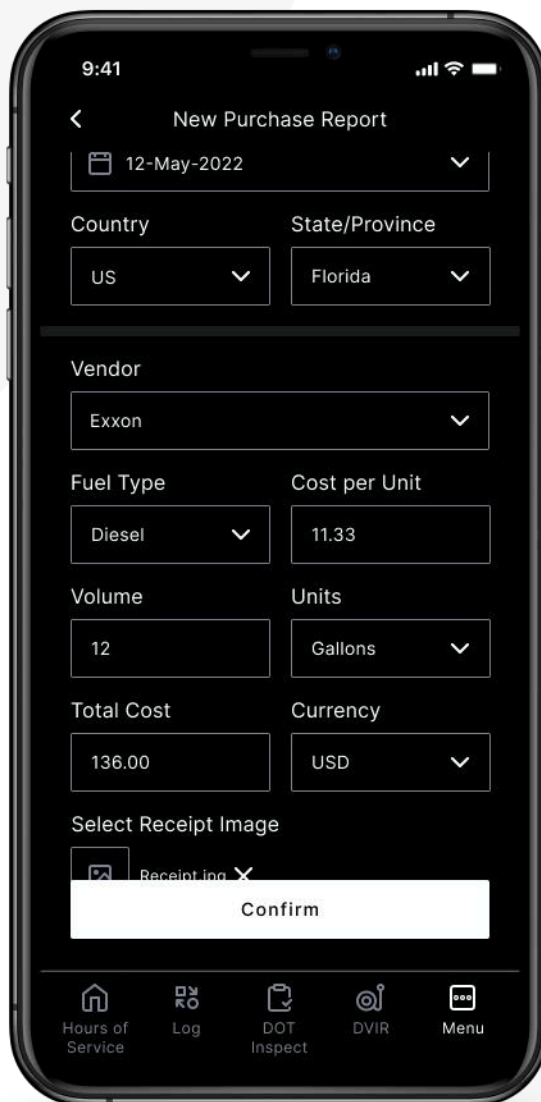 9:41
New Purchase Report
12-May-2022
Country State/Province
US Florida
Vendor
Exxon
Fuel Type Cost per Unit
Diesel 11.33
Volume Units
12 Gallons
Total Cost Currency
136.00 USD
Select Receipt Image
Receipt.jpg
Confirm
Hours of Service Log DOT Inspect DVIR Menu